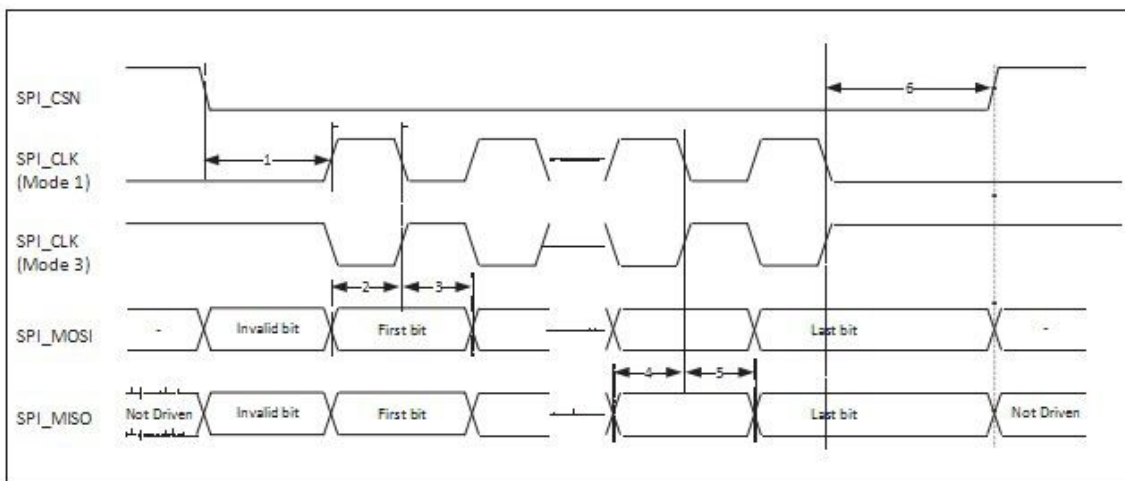 SPI_CSN
6
SPI_CLK
(Mode 1)
1
SPI_CLK
(Mode 3)
2
3
SPI_MOSI
-
Invalid bit
First bit
Last bit
-
4
5
SPI_MISO
Not Driven
Invalid bit
First bit
Last bit
Not Driven